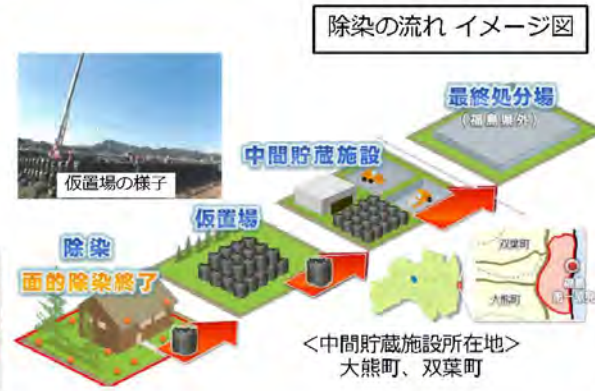 除染の流れ イメージ図
仮置場の様子
最終処分場
(福島県外)
中間貯蔵施設
仮置場
除染
面的除染終了
双葉町
大熊町
<中間貯蔵施設所在地>
大熊町、双葉町